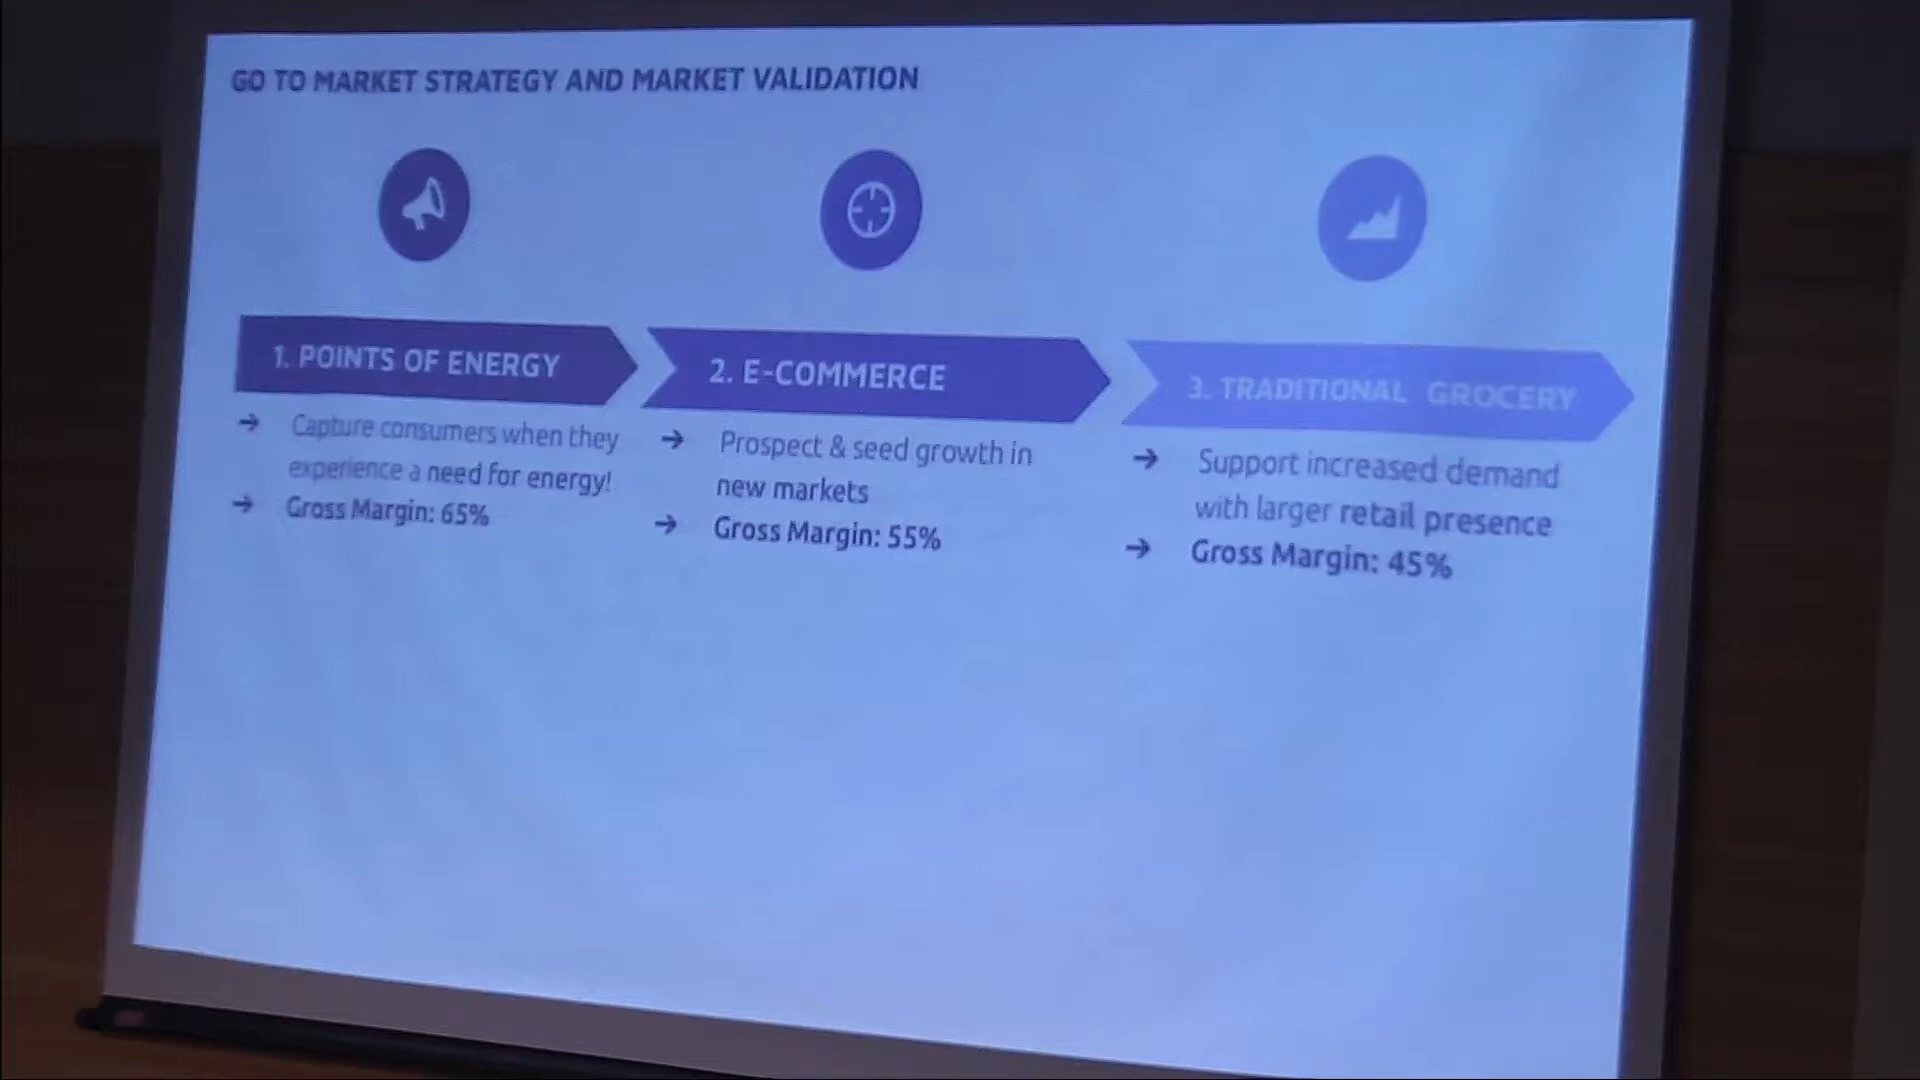 GO TO MARKET STRATEGY AND MARKET VALIDATION
1. POINTS OF ENERGY
→ Capture consumers when they
experience a need for energy!
→ Gross Margin: 65%
2. E-COMMERCE
→ Prospect & seed growth in
new markets
→ Gross Margin: 55%
3. TRADITIONAL GROCERY
→ Support increased demand
with larger retail presence
→ Gross Margin: 45%